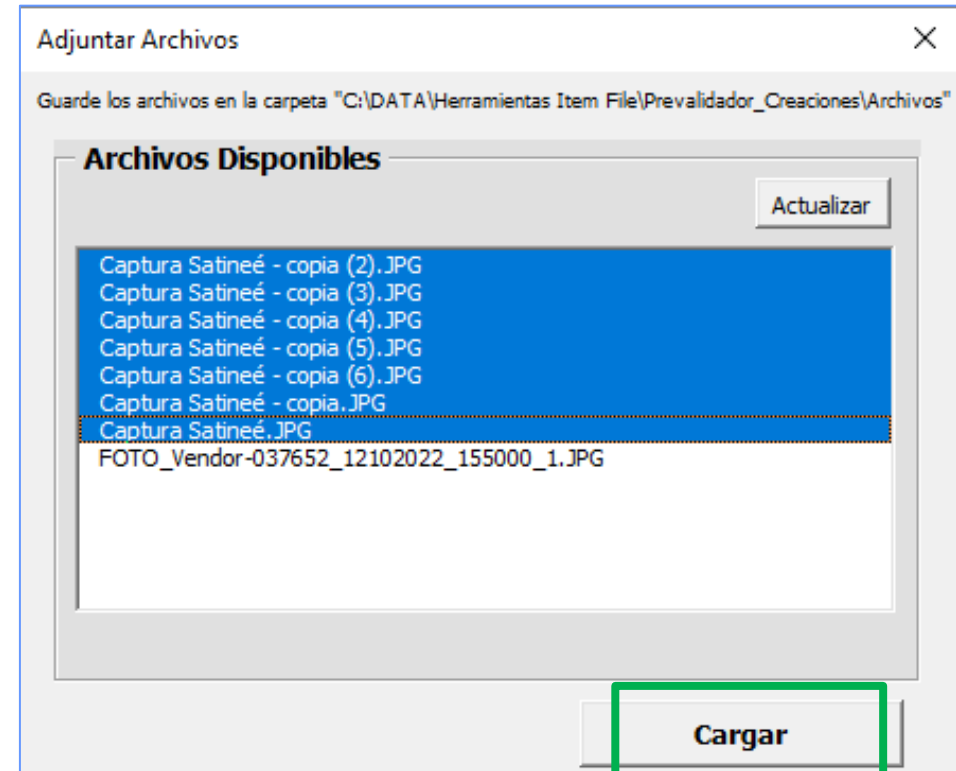 Adjuntar Archivos
Guarde los archivos en la carpeta "C:\DATA\Herramientas Item File\Prevalidador_Creaciones\Archivos"
Archivos Disponibles
Actualizar
Captura Satineé - copia (2).JPG
Captura Satineé - copia (3).JPG
Captura Satineé - copia (4).JPG
Captura Satineé - copia (5).JPG
Captura Satineé - copia (6).JPG
Captura Satineé - copia.JPG
Captura Satineé.JPG
FOTO_Vendor-037652_12102022_155000_1.JPG
Cargar